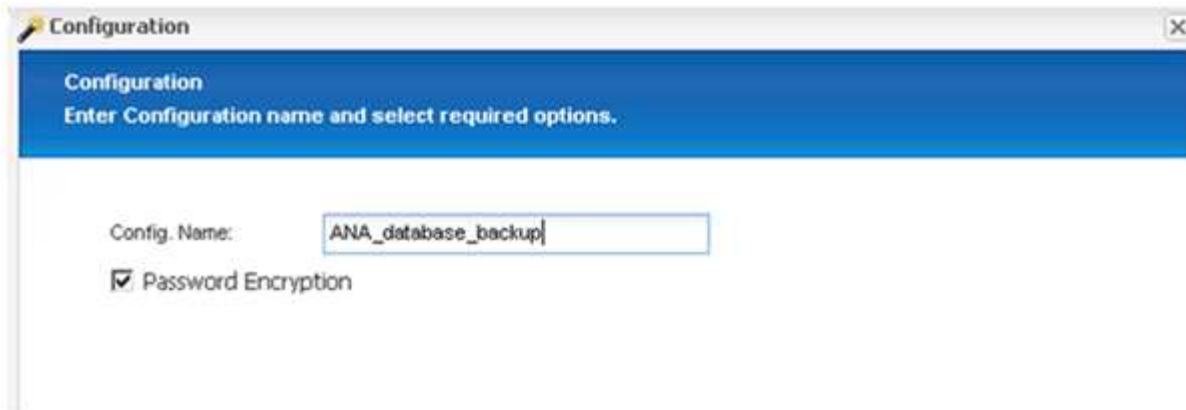 Configuration
Configuration
Enter Configuration name and select required options.
Config. Name: ANA_database_backup
Password Encryption